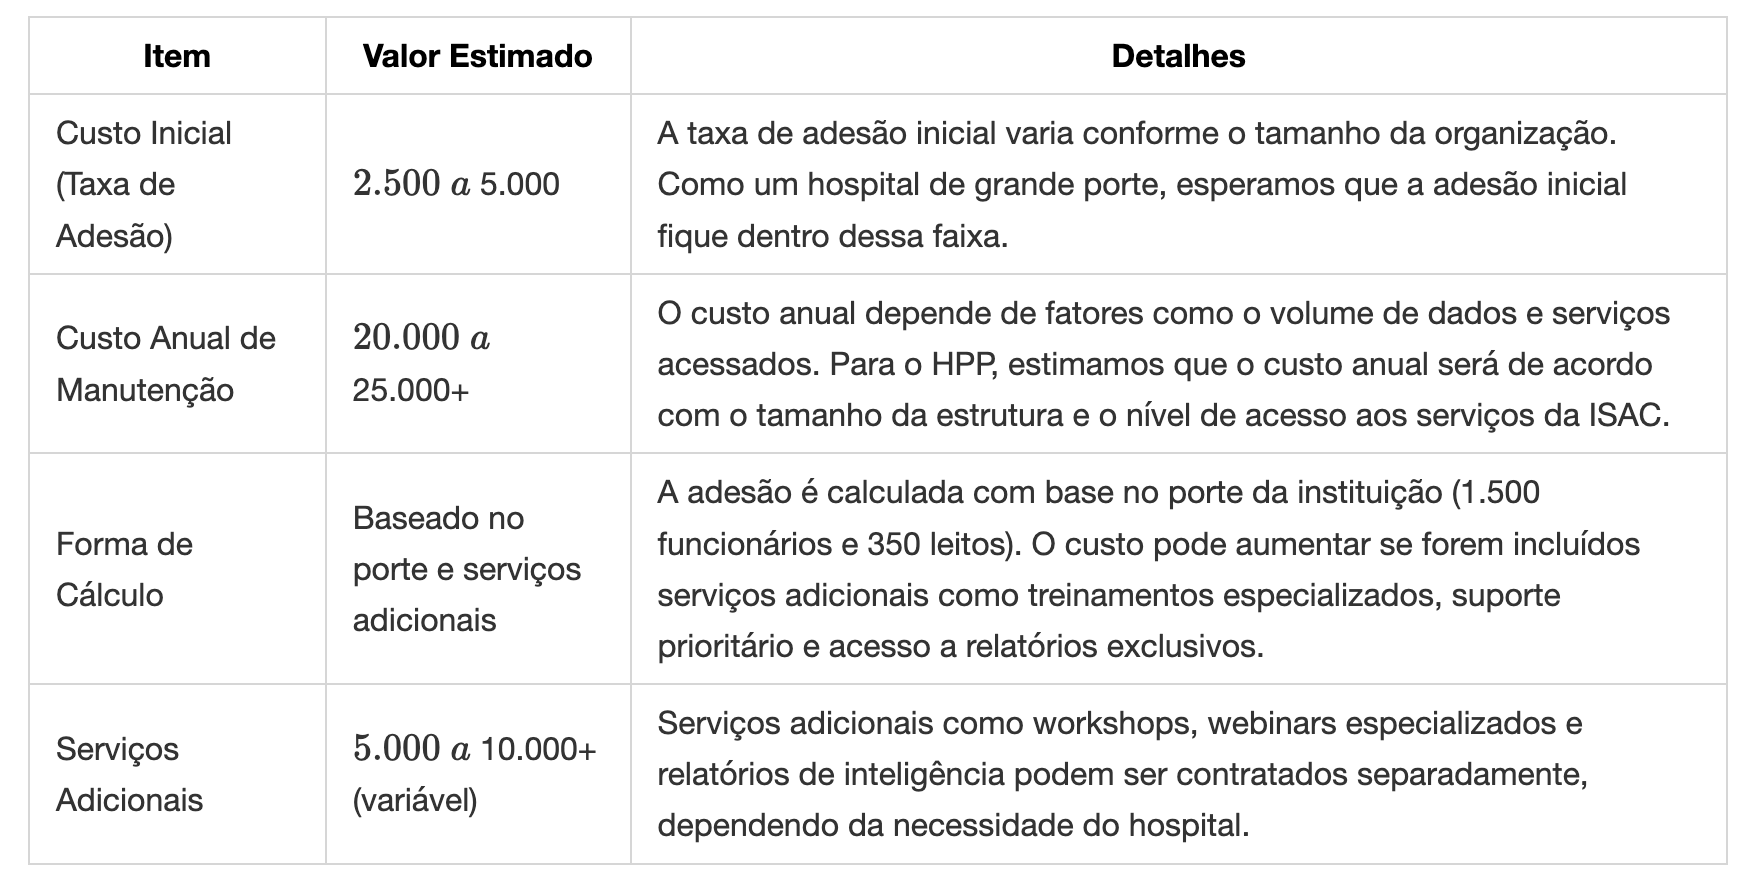 Item
Valor Estimado
Detalhes
Custo Inicial
(Taxa de
Adesão)
2.500 a 5.000
A taxa de adesão inicial varia conforme o tamanho da organização.
Como um hospital de grande porte, esperamos que a adesão inicial
fique dentro dessa faixa.
Custo Anual de
Manutenção
20.000 a
25.000+
O custo anual depende de fatores como o volume de dados e serviços
acessados. Para o HPP, estimamos que o custo anual será de acordo
com o tamanho da estrutura e o nível de acesso aos serviços da ISAC.
Forma de
Cálculo
Baseado no
porte e serviços
adicionais
A adesão é calculada com base no porte da instituição (1.500
funcionários e 350 leitos). O custo pode aumentar se forem incluídos
serviços adicionais como treinamentos especializados, suporte
prioritário e acesso a relatórios exclusivos.
Serviços
Adicionais
5.000 a 10.000+
(variável)
Serviços adicionais como workshops, webinars especializados e
relatórios de inteligência podem ser contratados separadamente,
dependendo da necessidade do hospital.